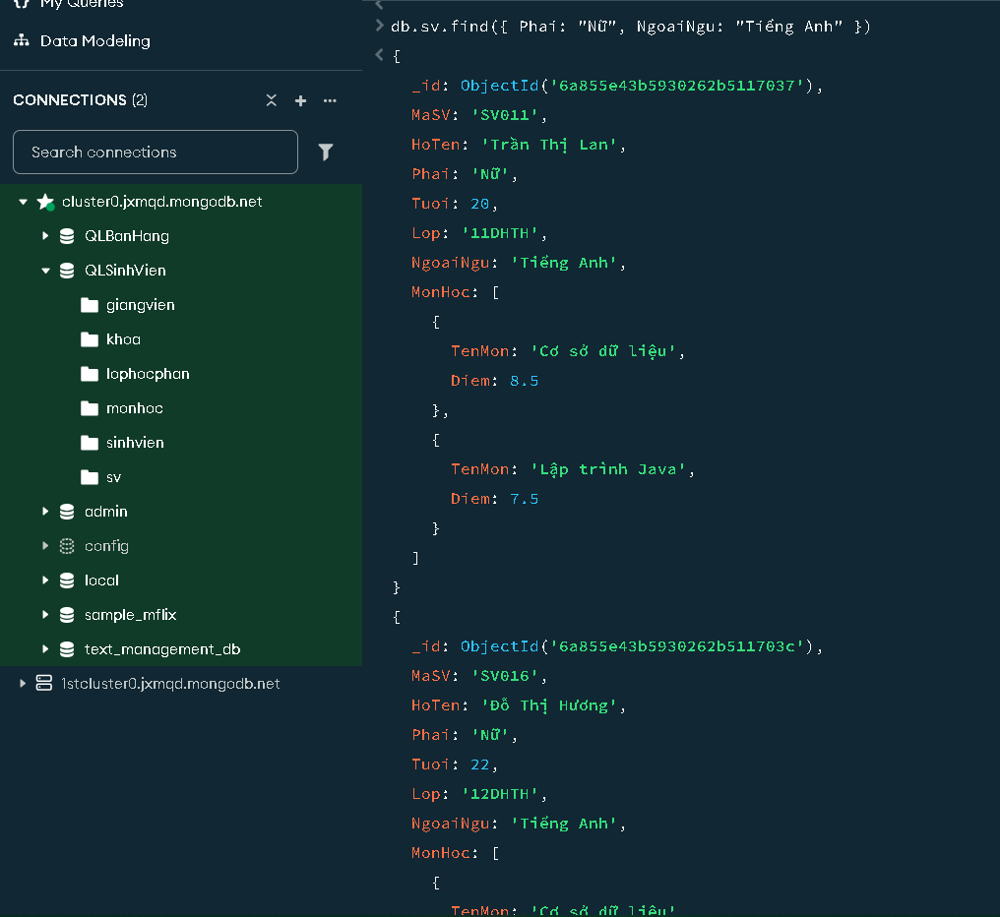 My Queries
Data Modeling
CONNECTIONS (2)
Search connections
cluster0.jxmqd.mongodb.net
QLBanHang
QLSinhVien
giangvien
khoa
lophocphan
monhoc
sinhvien
sv
admin
config
local
sample_mflix
text_management_db
1stcluster0.jxmqd.mongodb.net
db.sv.find({ Phai: "Nữ", NgoaiNgu: "Tiếng Anh" })
{
_id: ObjectId('6a855e43b5930262b5117037'),
MaSV: 'SV011',
HoTen: 'Trần Thị Lan',
Phai: 'Nữ',
Tuoi: 20,
Lop: '11DHTH',
NgoaiNgu: 'Tiếng Anh',
MonHoc: [
{
TenMon: 'Cơ sở dữ liệu',
Diem: 8.5
},
{
TenMon: 'Lập trình Java',
Diem: 7.5
}
]
}
{
_id: ObjectId('6a855e43b5930262b511703c'),
MaSV: 'SV016',
HoTen: 'Đỗ Thị Hương',
Phai: 'Nữ',
Tuoi: 22,
Lop: '12DHTH',
NgoaiNgu: 'Tiếng Anh',
MonHoc: [
{
TenMon: 'Cơ sở dữ liệu'